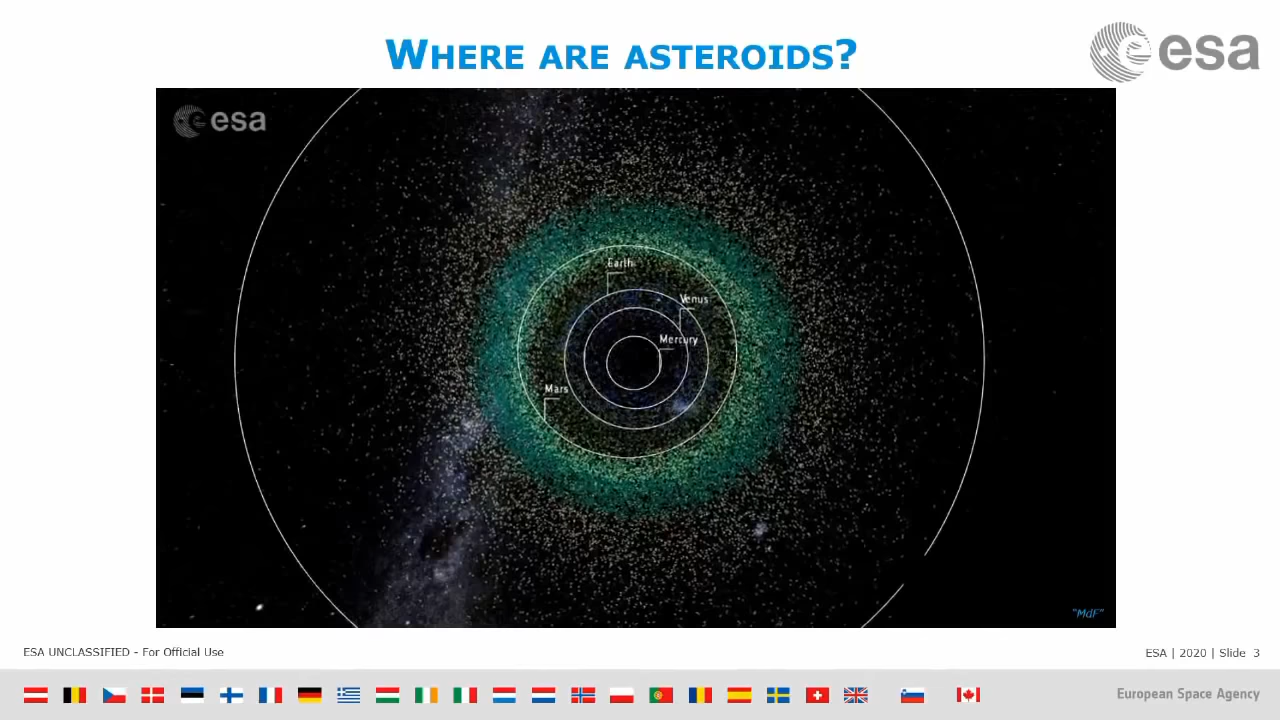 WHERE ARE ASTEROIDS?
esa
esa
Earth
Venus
Mercury
Mars
"MdF"
ESA UNCLASSIFIED - For Official Use
ESA | 2020 | Slide 3
European Space Agency